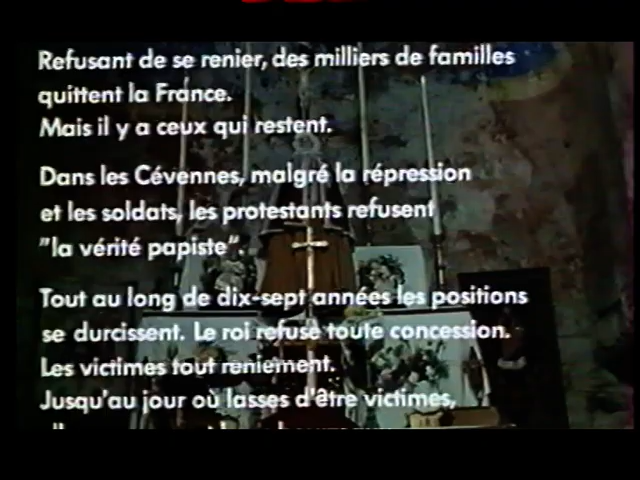 Refusant de se renier, des milliers de familles
quittent la France.
Mais il y a ceux qui restent.
Dans les Cévennes, malgré la répression
et les soldats, les protestants refusent
"la vérité papiste".
Tout au long de dix-sept années les positions
se durcissent. Le roi refuse toute concession.
Les victimes tout reniement.
Jusqu'au jour où lasses d'être victimes,